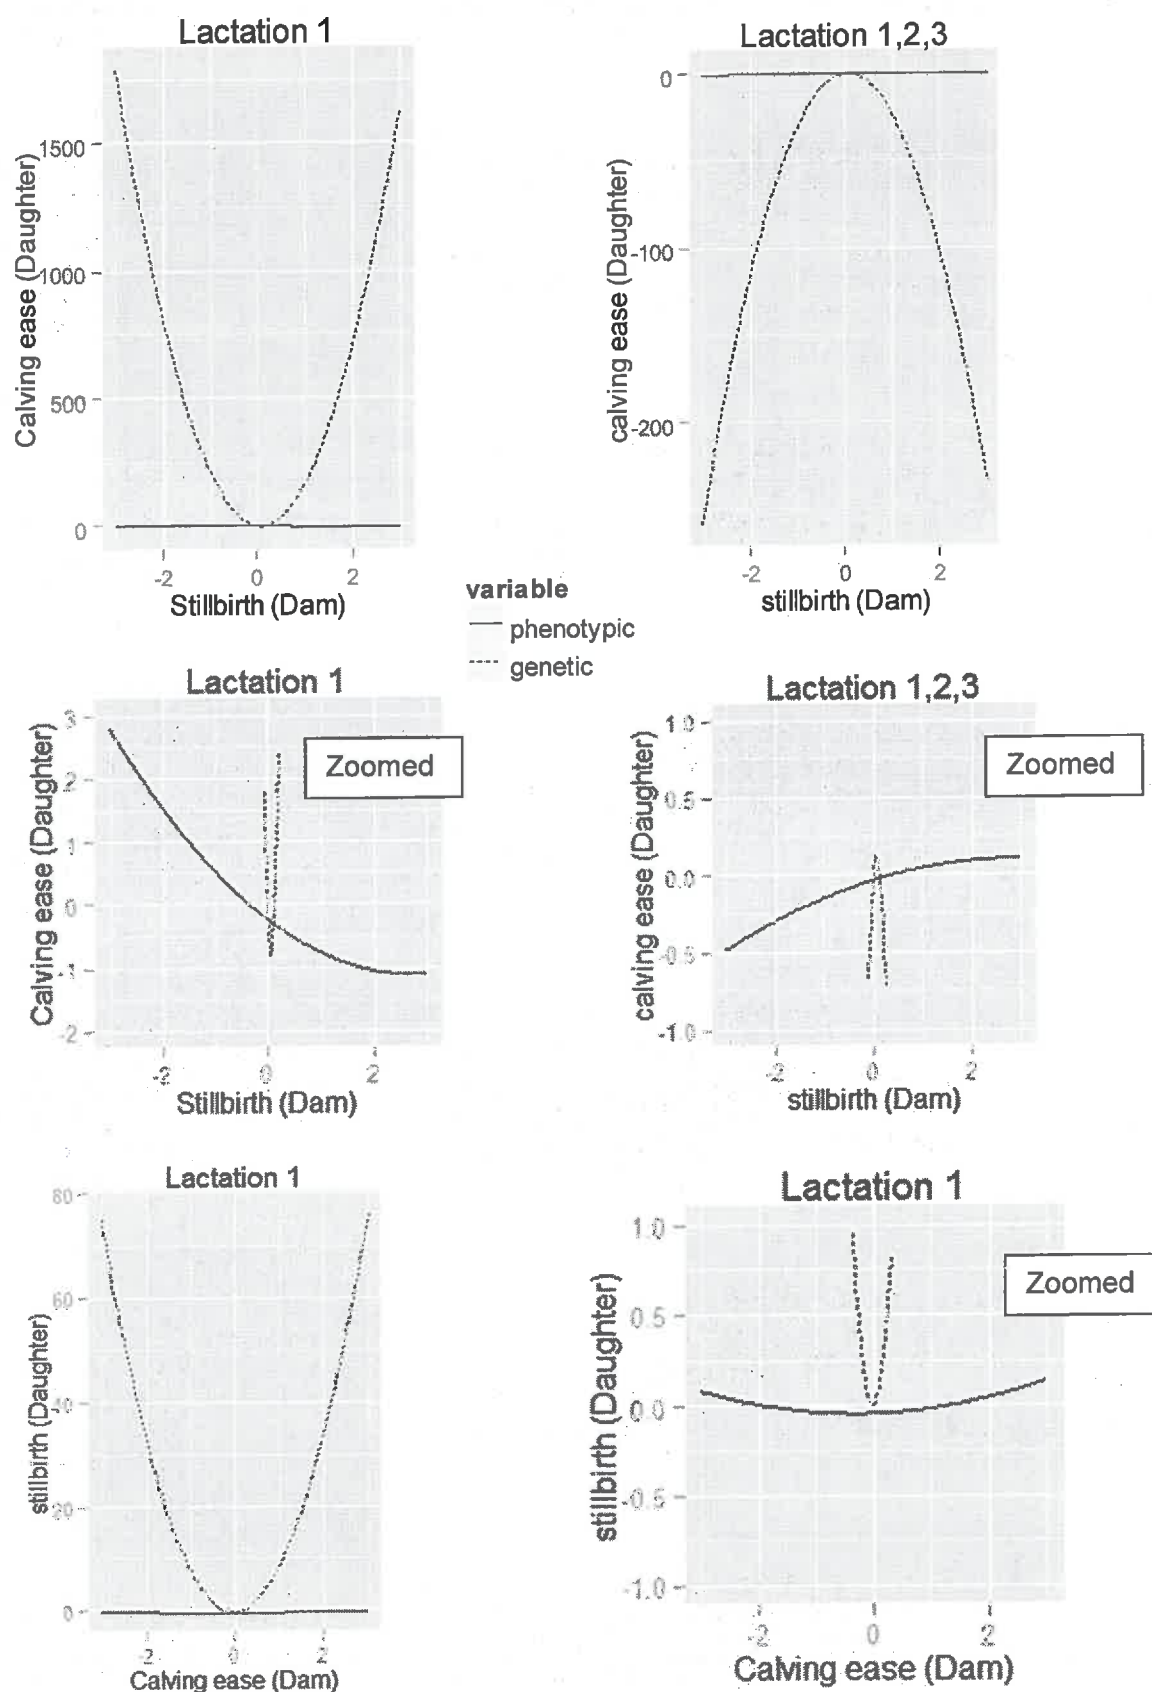 Lactation 1
Calving ease (Daughter)
1500
1000
500
0
-2 0 2
Stillbirth (Dam)
Lactation 1,2,3
calving ease (Daughter)
0
-100
-200
-2 0 2
stillbirth (Dam)
variable
phenotypic
genetic
Lactation 1
Calving ease (Daughter)
3
2
1
0
-1
-2
Zoomed
-2 0 2
Stillbirth (Dam)
Lactation 1,2,3
calving ease (Daughter)
1.0
0.5
0.0
-0.5
-1.0
Zoomed
-2 0 2
stillbirth (Dam)
Lactation 1
stillbirth (Daughter)
80
60
40
20
0
-2 0 2
Calving ease (Dam)
Lactation 1
stillbirth (Daughter)
1.0
0.5
0.0
-0.5
-1.0
Zoomed
-2 0 2
Calving ease (Dam)